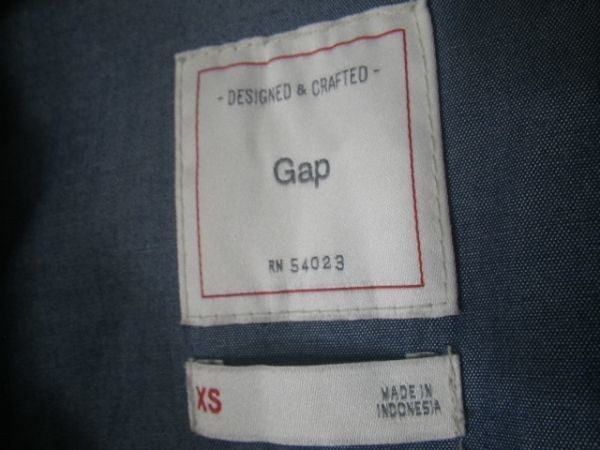 - DESIGNED & CRAFTED -
Gap
RN 54023
XS
MADE IN
INDONESIA